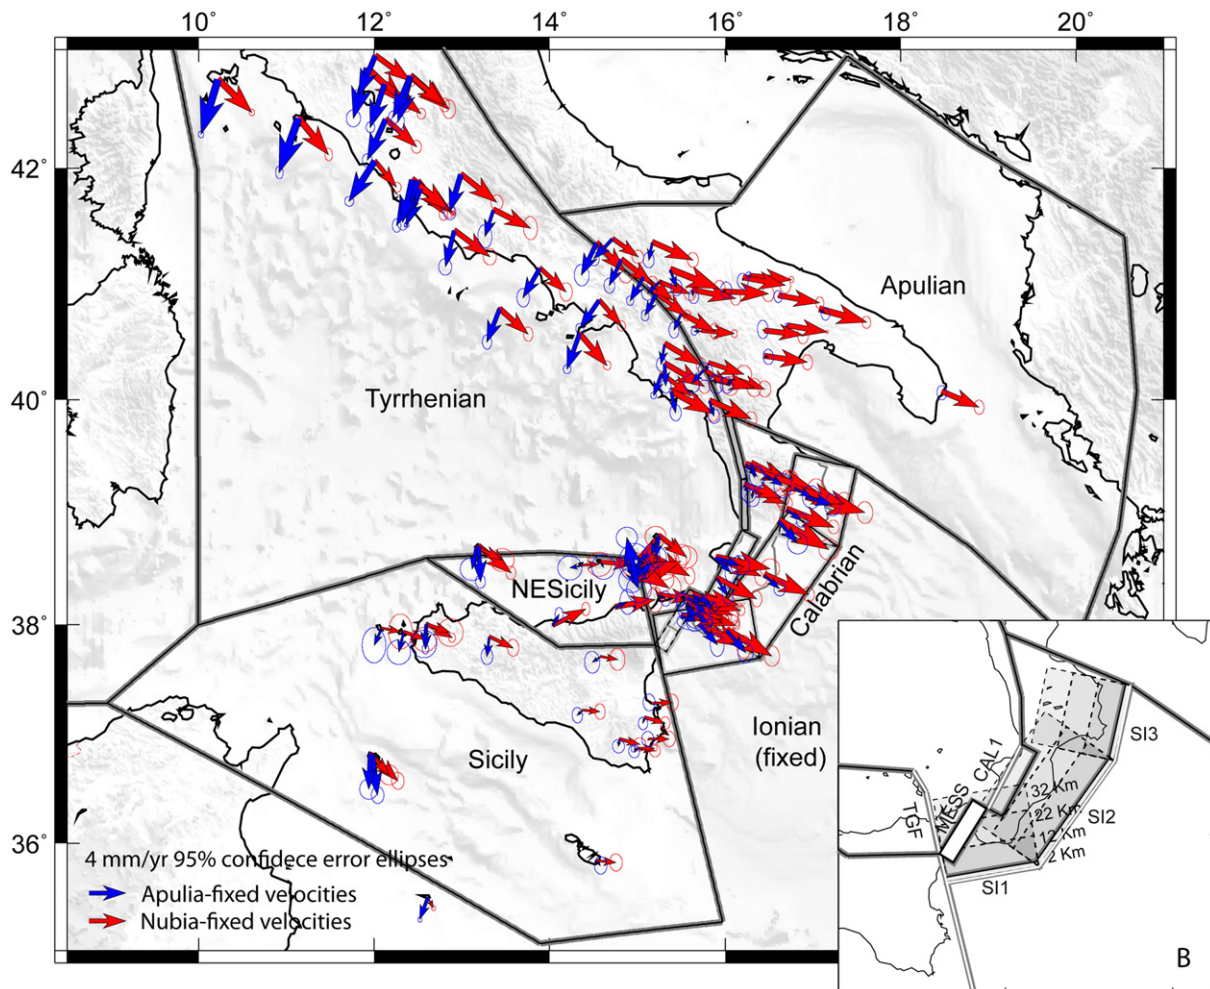 10° 12° 14° 16° 18° 20°
42°
40°
38°
36°
Apulian
Tyrrhenian
NESicily
Calabrian
Ionian
(fixed)
Sicily
4 mm/yr 95% confidece error ellipses
Apulia-fixed velocities
Nubia-fixed velocities
SI3
CAL1
32 Km
MESS
22 Km
SI2
TGF
12 Km
2 Km
SI1
B